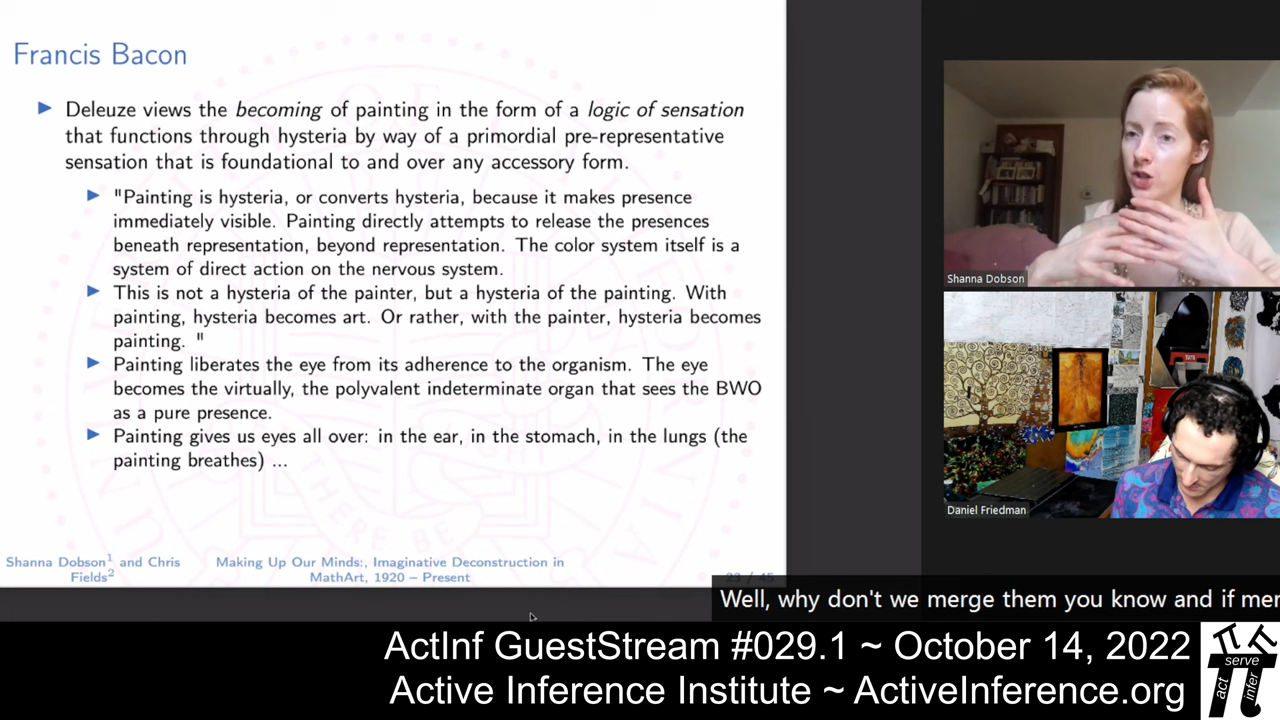 Francis Bacon
Deleuze views the becoming of painting in the form of a logic of sensation
that functions through hysteria by way of a primordial pre-representative
sensation that is foundational to and over any accessory form.
"Painting is hysteria, or converts hysteria, because it makes presence
immediately visible. Painting directly attempts to release the presences
beneath representation, beyond representation. The color system itself is a
system of direct action on the nervous system.
This is not a hysteria of the painter, but a hysteria of the painting. With
painting, hysteria becomes art. Or rather, with the painter, hysteria becomes
painting. "
Painting liberates the eye from its adherence to the organism. The eye
becomes the virtually, the polyvalent indeterminate organ that sees the BWO
as a pure presence.
Painting gives us eyes all over: in the ear, in the stomach, in the lungs (the
painting breathes) ...
Shanna Dobson1 and Chris
Fields2
Making Up Our Minds:, Imaginative Deconstruction in
MathArt, 1920 – Present
23 / 45
Shanna Dobson
Daniel Friedman
Well, why don't we merge them you know and if mer
ActInf GuestStream #029.1 ~ October 14, 2022
Active Inference Institute ~ ActiveInference.org
serve
act
infer